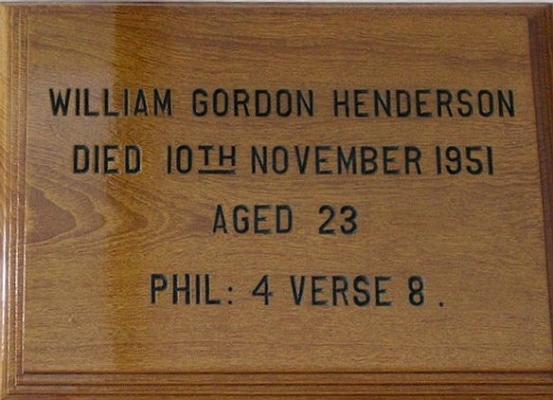 WILLIAM GORDON HENDERSON
DIED 10TH NOVEMBER 1951
AGED 23
PHIL: 4 VERSE 8.